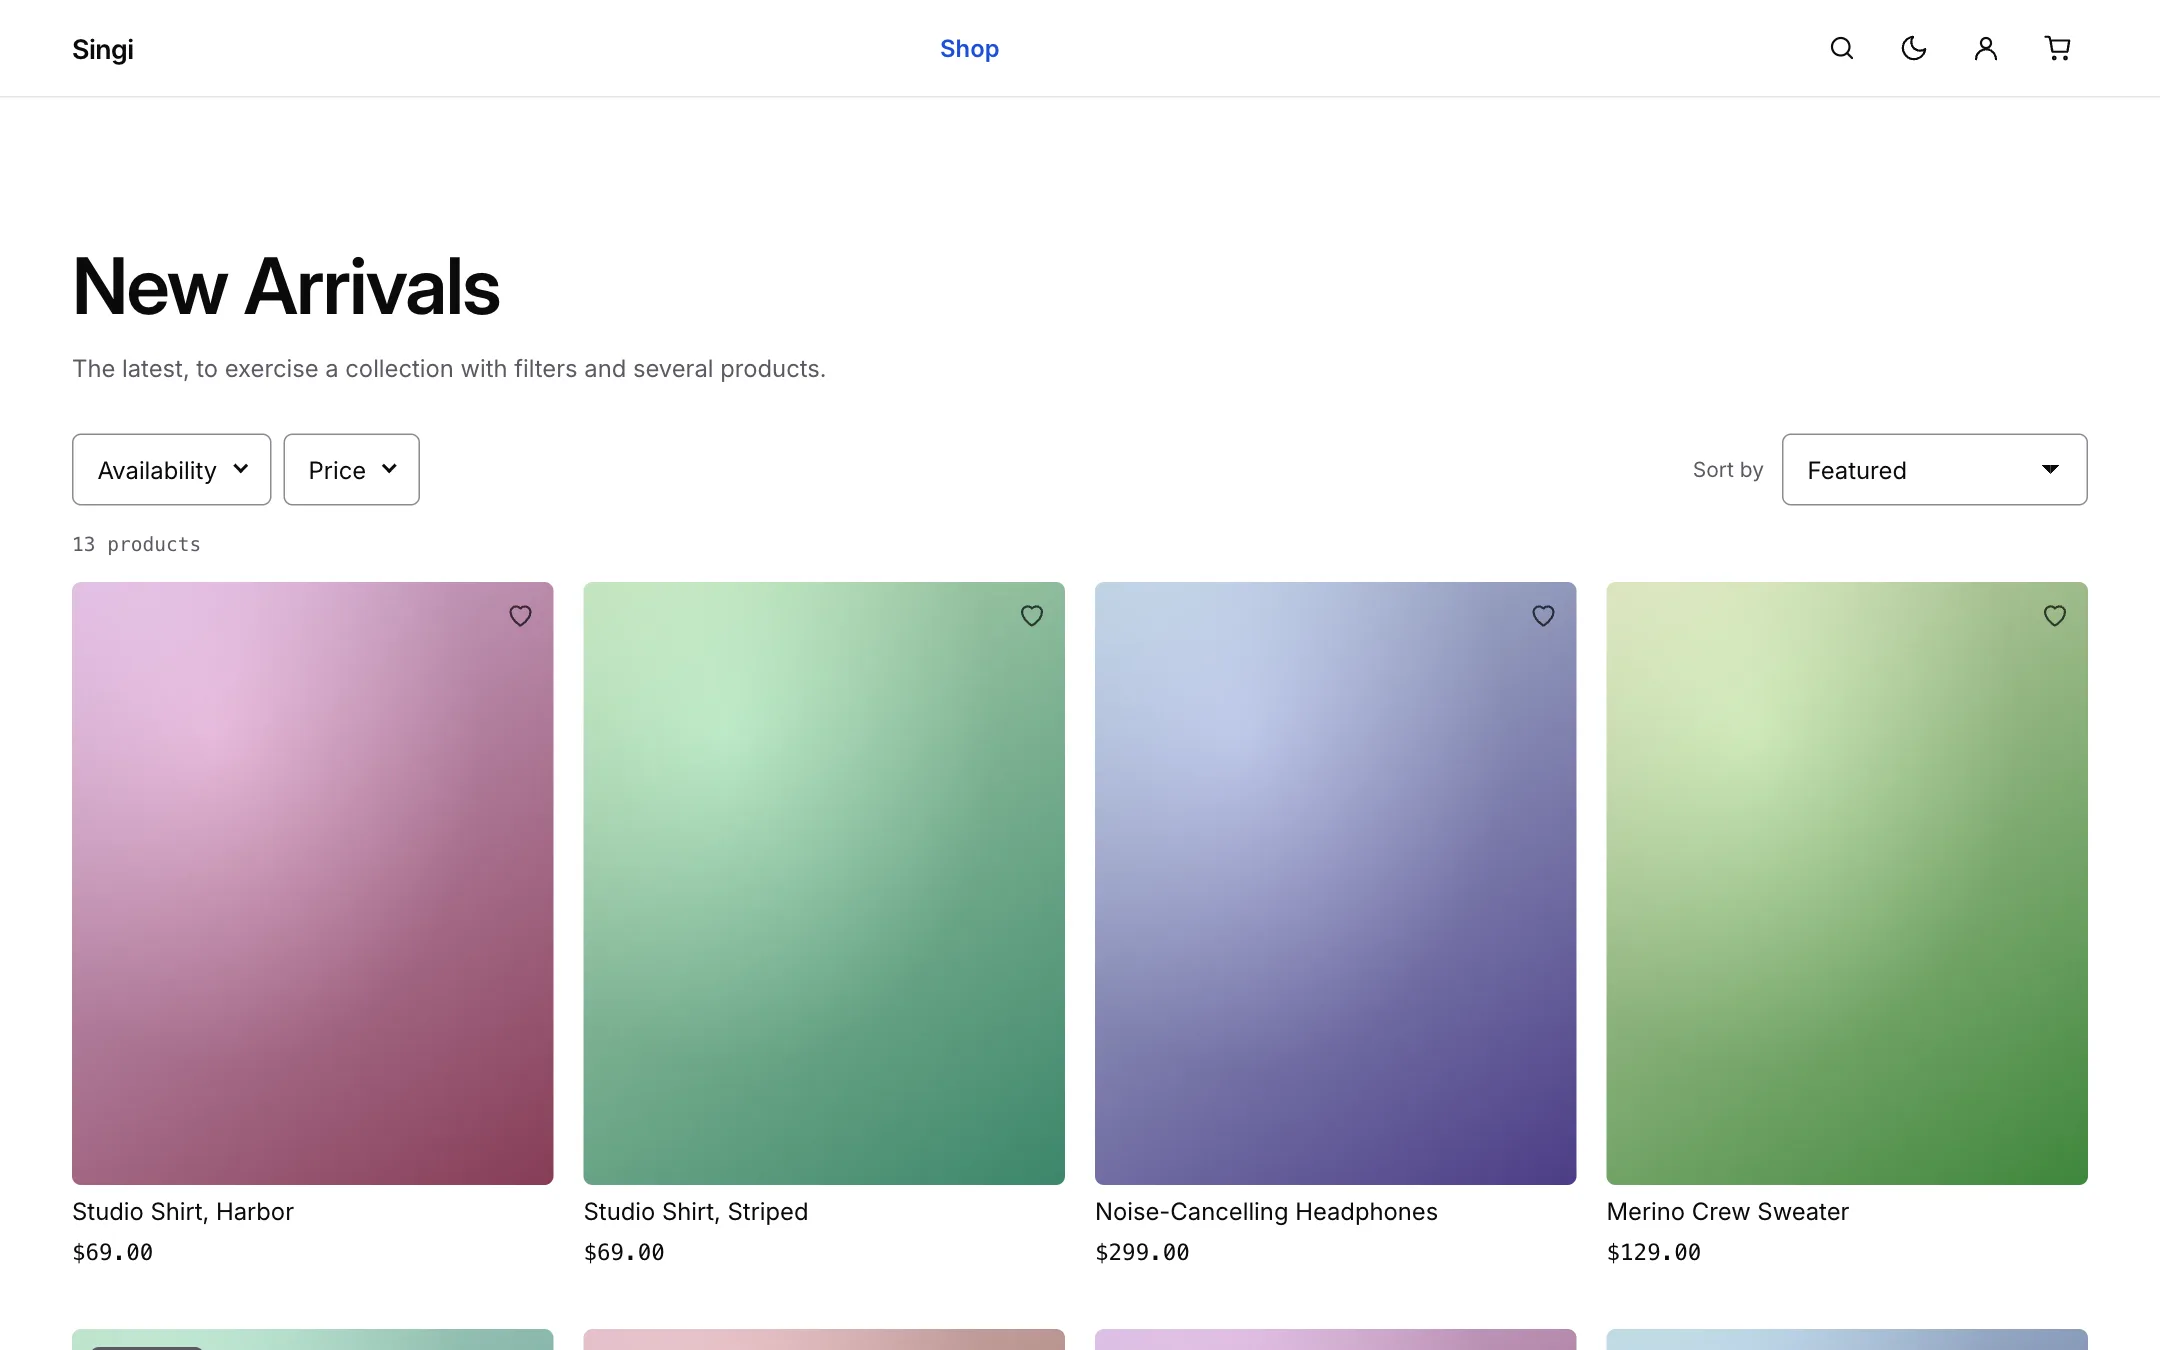 Singi
Shop
New Arrivals
The latest, to exercise a collection with filters and several products.
Availability
Price
Sort by
Featured
13 products
Studio Shirt, Harbor
$69.00
Studio Shirt, Striped
$69.00
Noise-Cancelling Headphones
$299.00
Merino Crew Sweater
$129.00